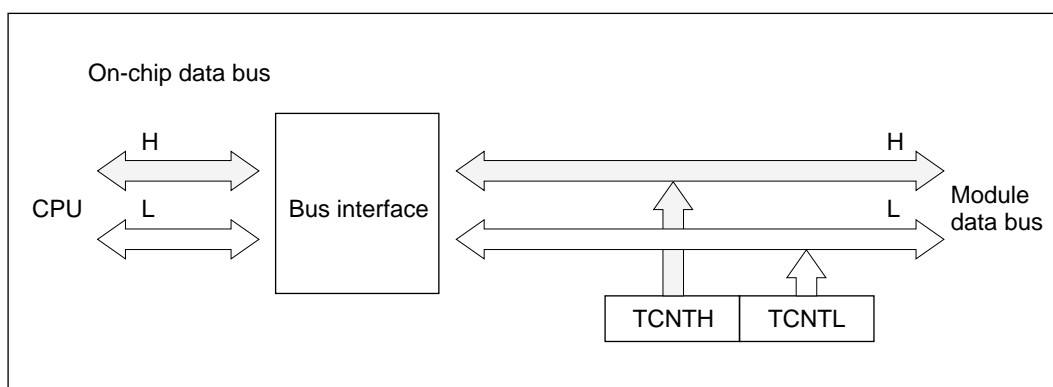 On-chip data bus
H
H
CPU
L
Bus interface
L
Module
data bus
TCNTH
TCNTL